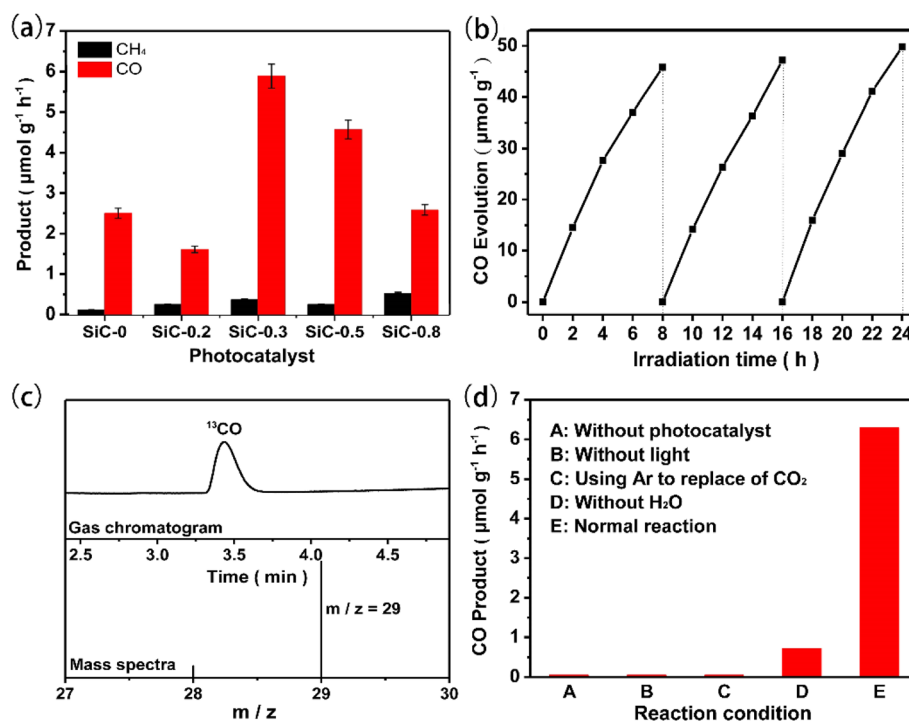 (a)
CH₄
CO
Product ( μmol g⁻¹ h⁻¹ )
7
6
5
4
3
2
1
0
SiC-0 SiC-0.2 SiC-0.3 SiC-0.5 SiC-0.8
Photocatalyst
(b)
CO Evolution ( μmol g⁻¹ )
50
40
30
20
10
0
0 2 4 6 8 10 12 14 16 18 20 22 24
Irradiation time ( h )
(c)
¹³CO
Gas chromatogram
2.5 3.0 3.5 4.0 4.5
Time ( min )
m / z = 29
Mass spectra
27 28 29 30
m / z
(d)
CO Product ( μmol g⁻¹ h⁻¹ )
7
6
5
4
3
2
1
0
A: Without photocatalyst
B: Without light
C: Using Ar to replace of CO₂
D: Without H₂O
E: Normal reaction
A B C D E
Reaction condition